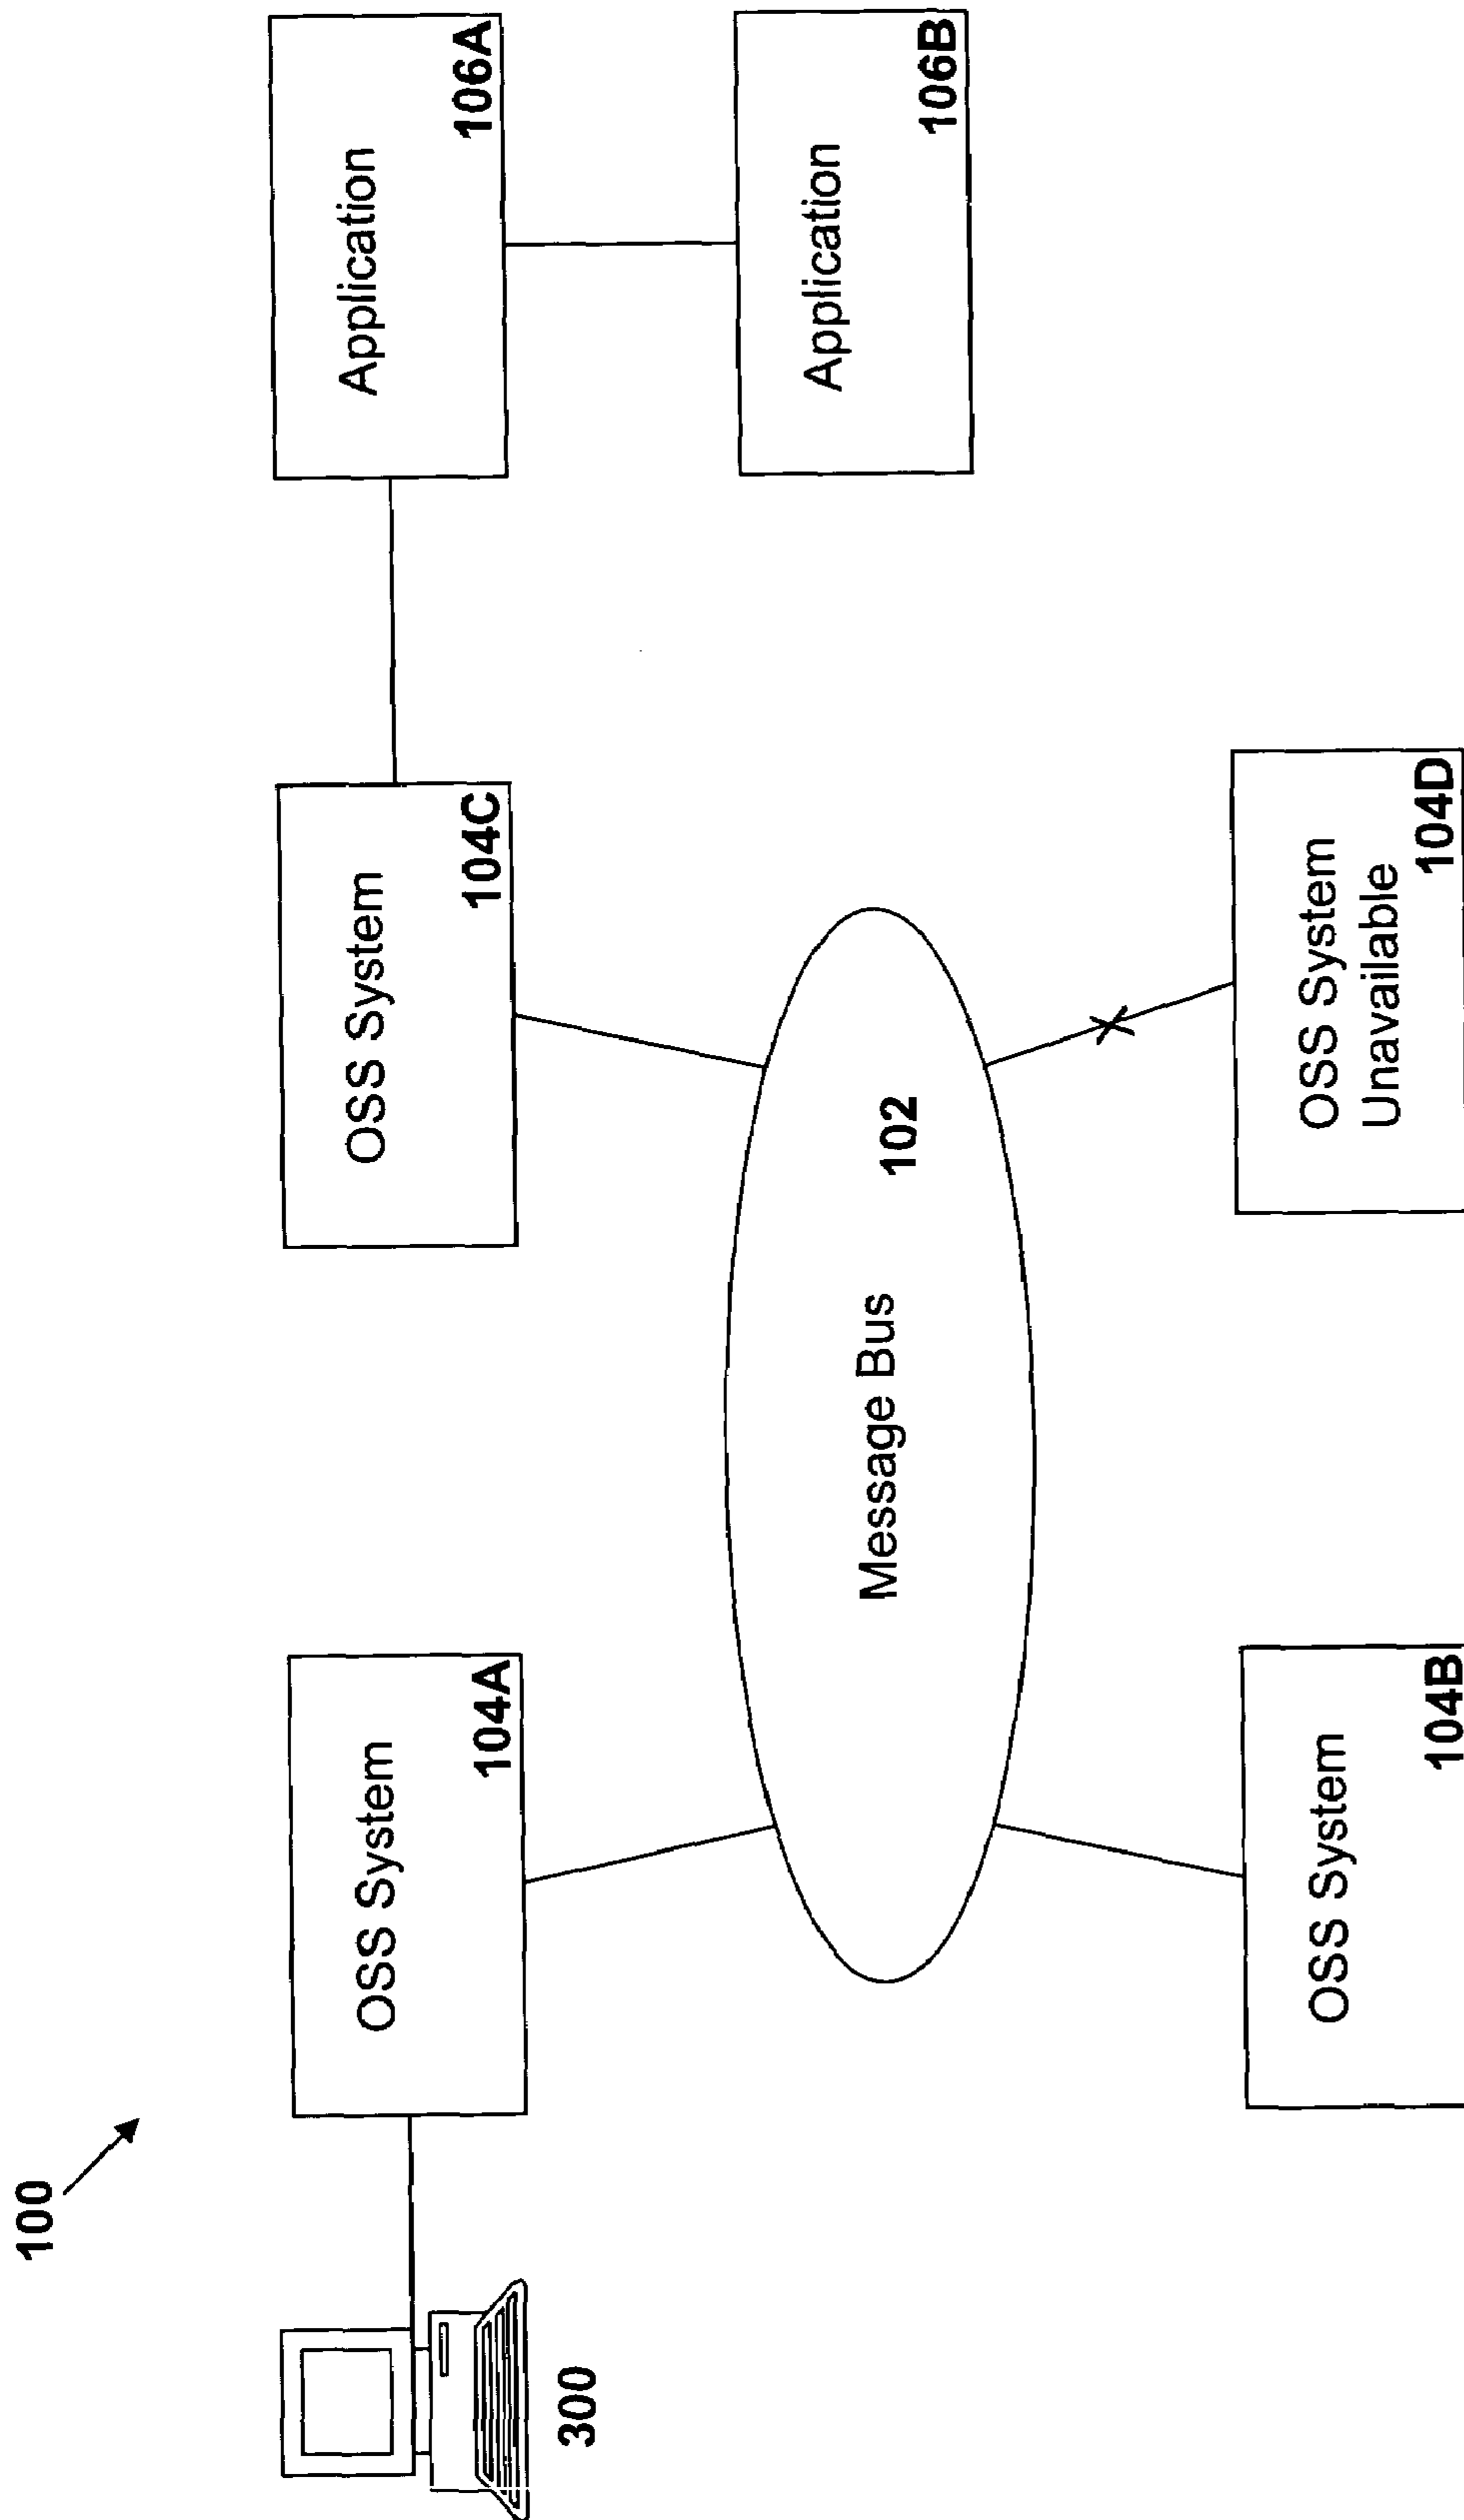 100
300
OSS System
104A
OSS System
104C
Application
106A
Application
106B
Message Bus
102
OSS System
104B
OSS System
Unavailable
104D